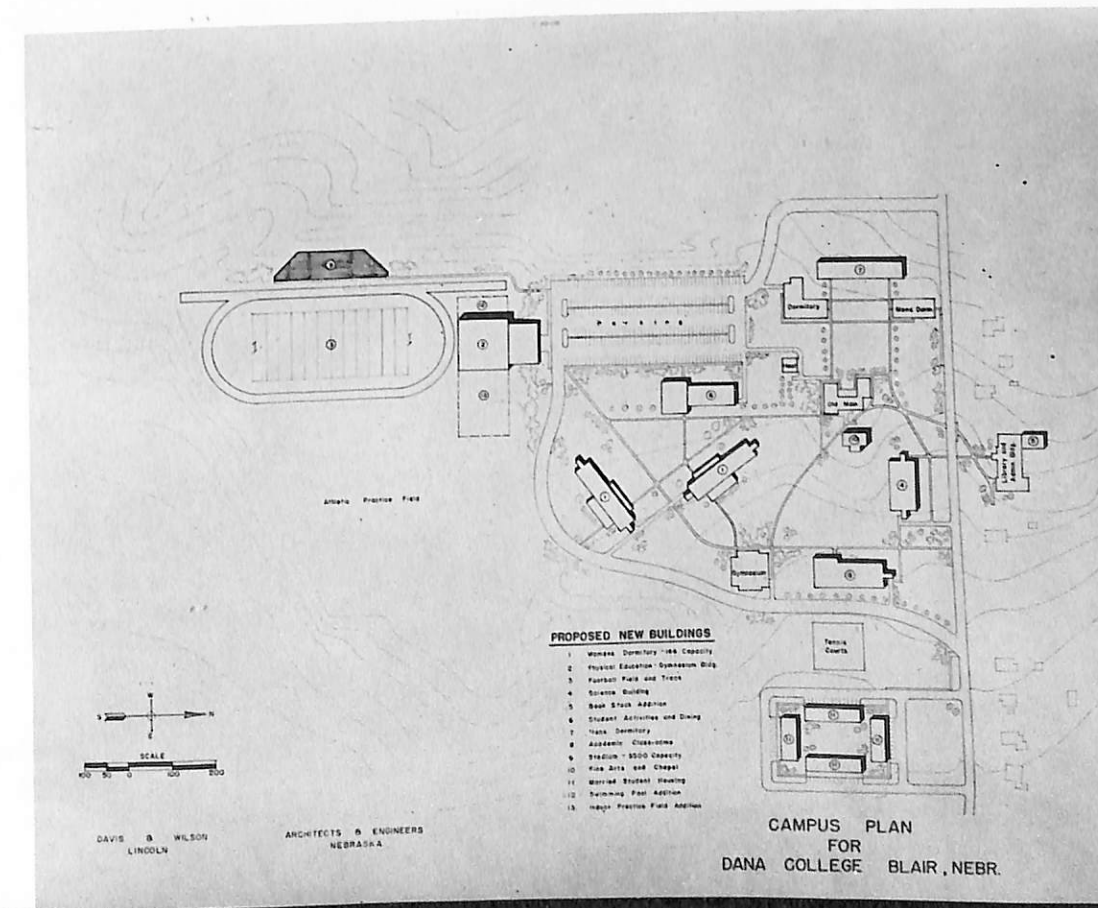 Dormitory
Mens Dorm
Parking
Old Main
Library and
Admn. Bldg.
Athletic Practice Field
Gymnasium
Tennis
Courts
PROPOSED NEW BUILDINGS
1 Womens Dormitory - 166 Capacity
2 Physical Education - Gymnasium Bldg.
3 Football Field and Track
4 Science Building
5 Book Stack Addition
6 Student Activities and Dining
7 Mens Dormitory
8 Academic Classrooms
9 Stadium - 3500 Capacity
10 Fine Arts and Chapel
11 Married Student Housing
12 Swimming Pool Addition
13 Indoor Practice Field Addition
W
S N
E
SCALE
100 50 0 100 200
DAVIS & WILSON
LINCOLN
ARCHITECTS & ENGINEERS
NEBRASKA
CAMPUS PLAN
FOR
DANA COLLEGE BLAIR, NEBR.